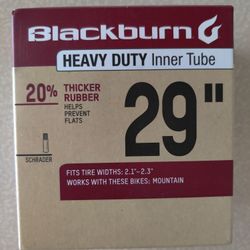 Blackburn
HEAVY DUTY Inner Tube
20% THICKER
RUBBER
HELPS
PREVENT
FLATS
29"
SCHRADER
FITS TIRE WIDTHS: 2.1"–2.3"
WORKS WITH THESE BIKES: MOUNTAIN